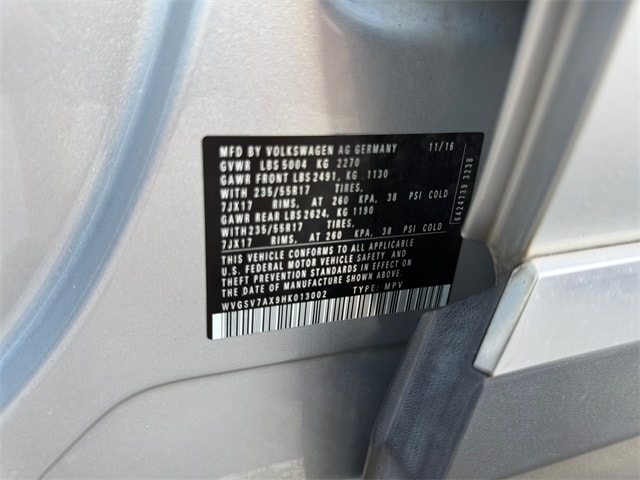 MFD BY VOLKSWAGEN AG GERMANY 11/16
GVWR LBS 5004 KG 2270
GAWR FRONT LBS 2491, KG 1130
WITH 235/55R17 TIRES,
7JX17 RIMS, AT 260 KPA, 38 PSI COLD
GAWR REAR LBS 2624, KG 1190
WITH 235/55R17 TIRES,
7JX17 RIMS, AT 260 KPA, 38 PSI COLD
THIS VEHICLE CONFORMS TO ALL APPLICABLE
U.S. FEDERAL MOTOR VEHICLE SAFETY AND
THEFT PREVENTION STANDARDS IN EFFECT ON
THE DATE OF MANUFACTURE SHOWN ABOVE.
WVGSV7AX9HK013002 TYPE: MPV
6424739 3238